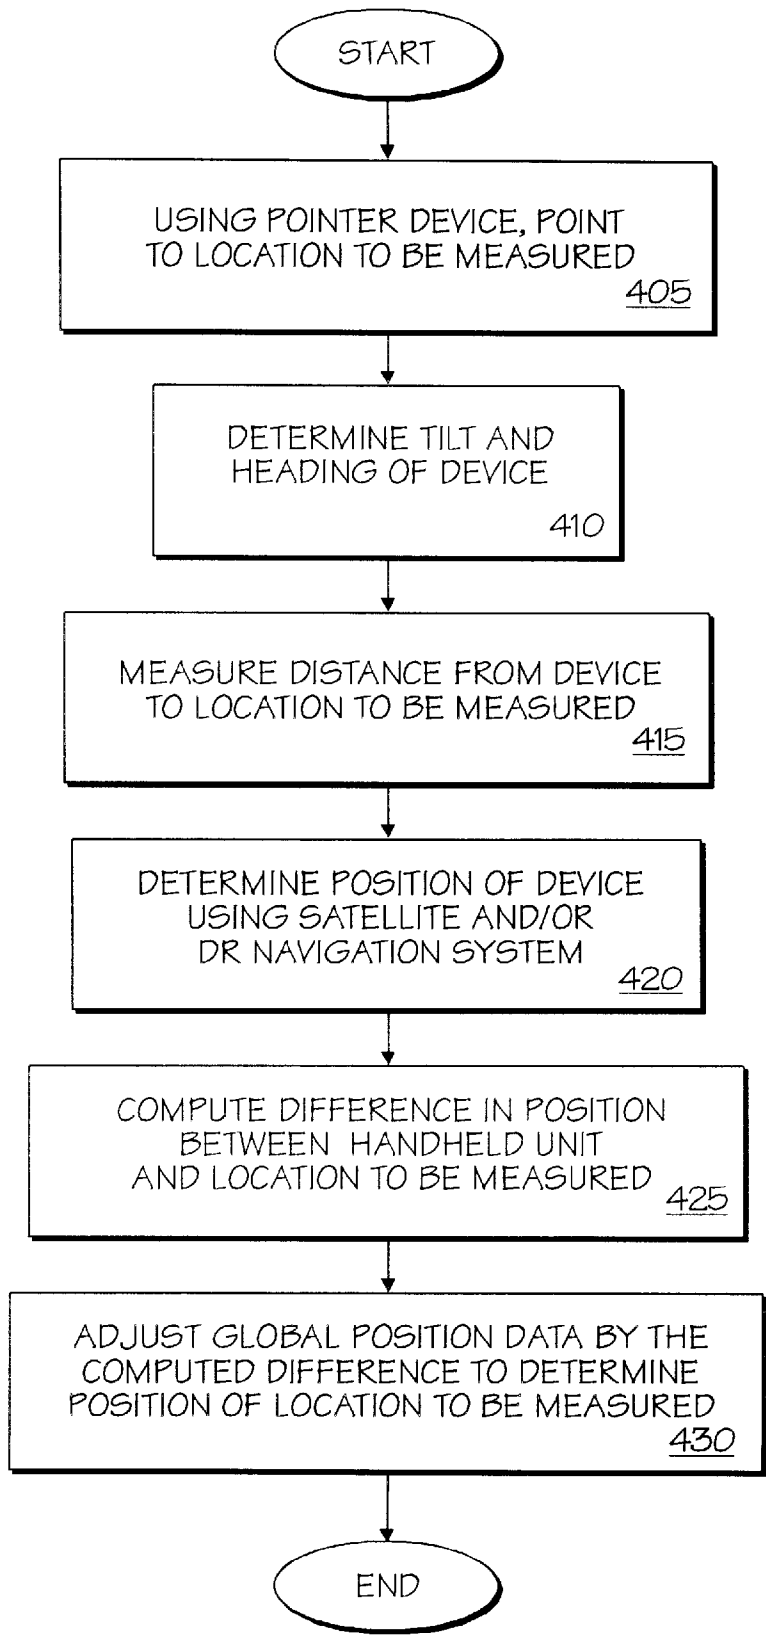 START
USING POINTER DEVICE, POINT
TO LOCATION TO BE MEASURED
405
DETERMINE TILT AND
HEADING OF DEVICE
410
MEASURE DISTANCE FROM DEVICE
TO LOCATION TO BE MEASURED
415
DETERMINE POSITION OF DEVICE
USING SATELLITE AND/OR
DR NAVIGATION SYSTEM
420
COMPUTE DIFFERENCE IN POSITION
BETWEEN HANDHELD UNIT
AND LOCATION TO BE MEASURED
425
ADJUST GLOBAL POSITION DATA BY THE
COMPUTED DIFFERENCE TO DETERMINE
POSITION OF LOCATION TO BE MEASURED
430
END